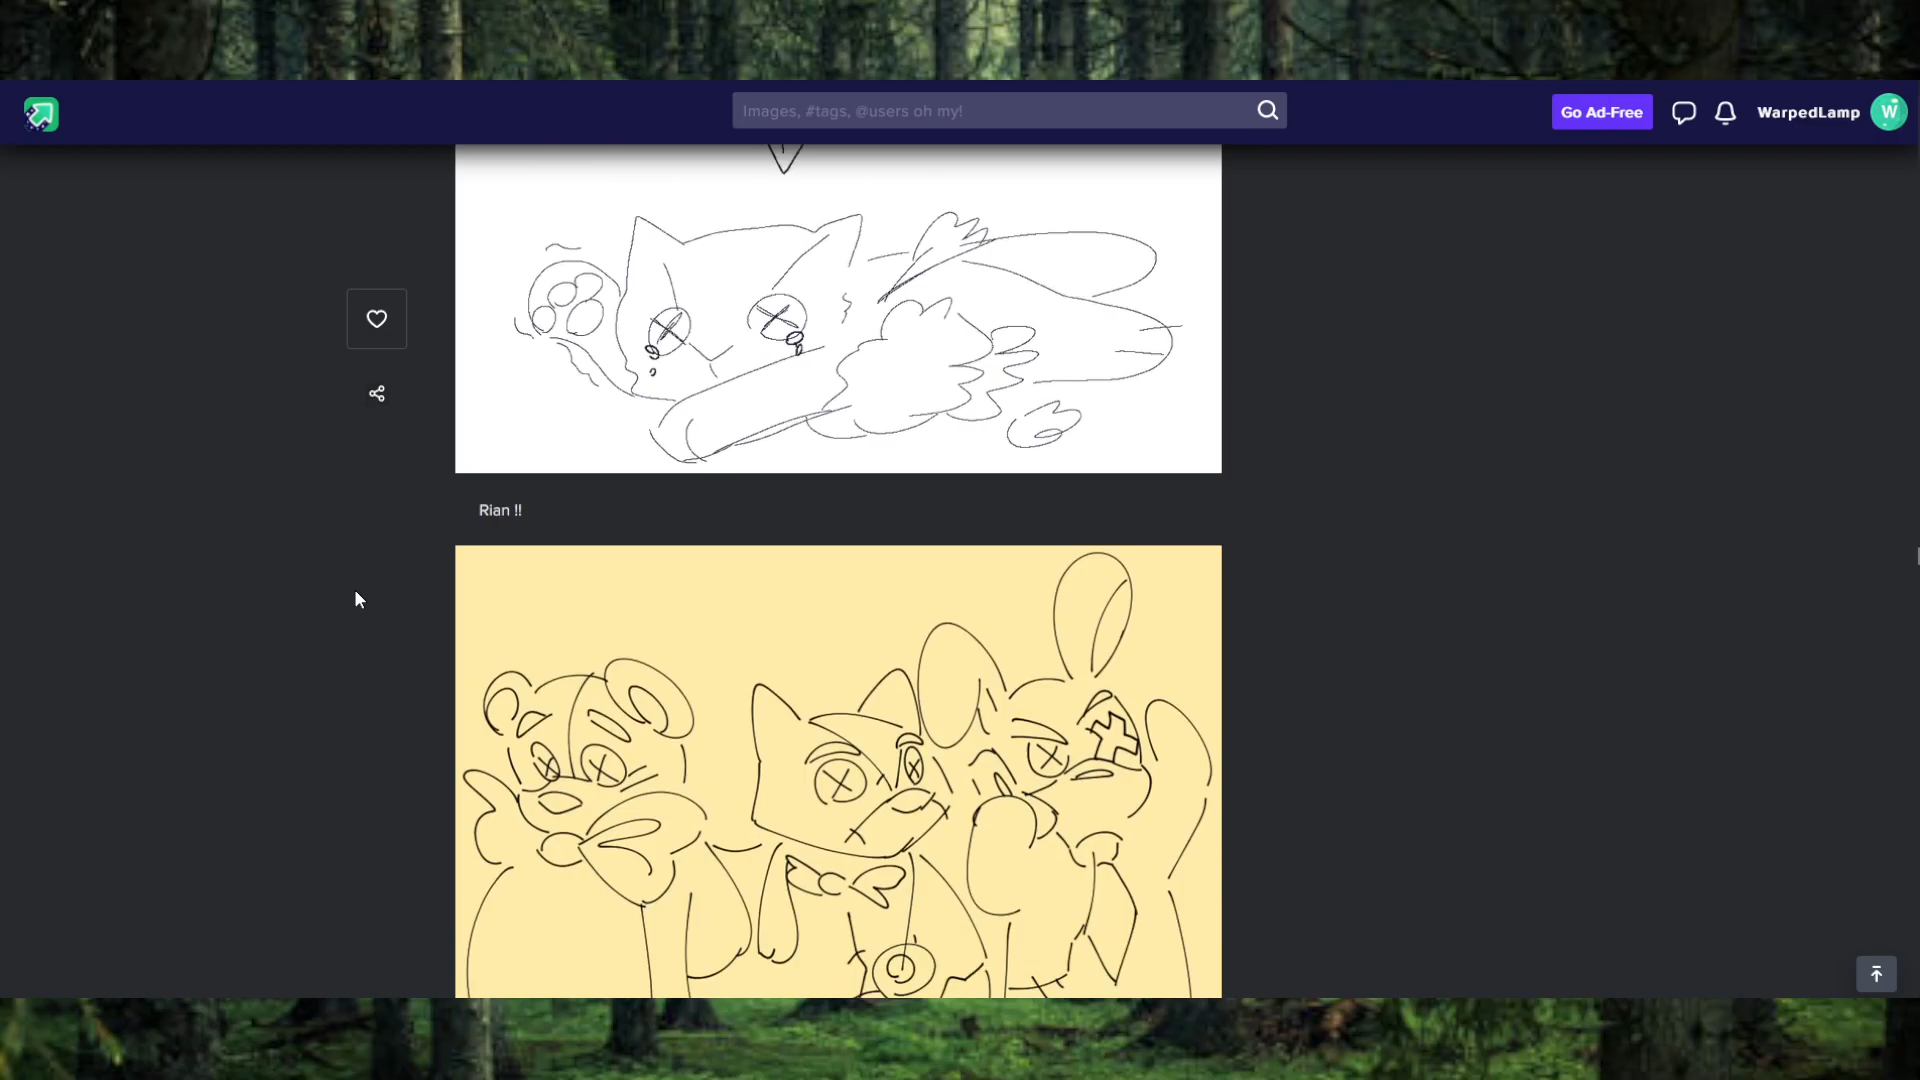 Images, #tags, @users oh my!
Go Ad-Free
WarpedLamp
W
Rian !!